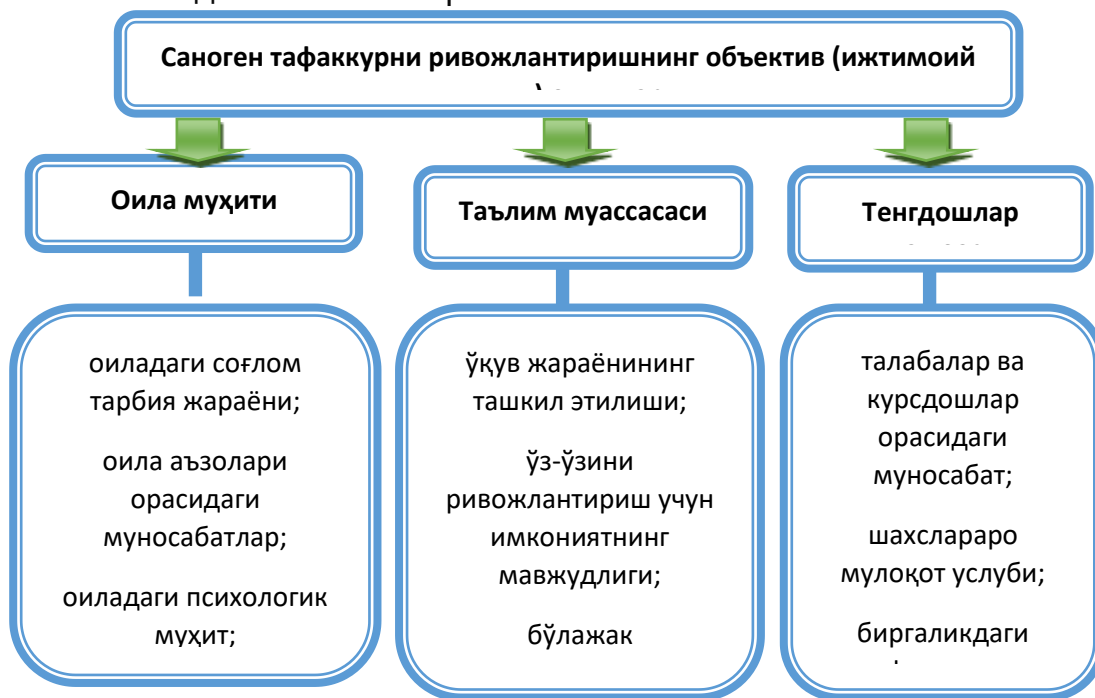 Саноген тафаккурни ривожлантиришнинг объектив (ижтимоий
Оила муҳити
Таълим муассасаси
Тенгдошлар
оиладаги соғлом
тарбия жараёни;
оила аъзолари
орасидаги
муносабатлар;
оиладаги психологик
муҳит;
ўқув жараёнининг
ташкил этилиши;
ўз-ўзини
ривожлантириш учун
имкониятнинг
мавжудлиги;
бўлажак
талабалар ва
курсдошлар
орасидаги
муносабат;
шахслараро
мулоқот услуби;
биргаликдаги